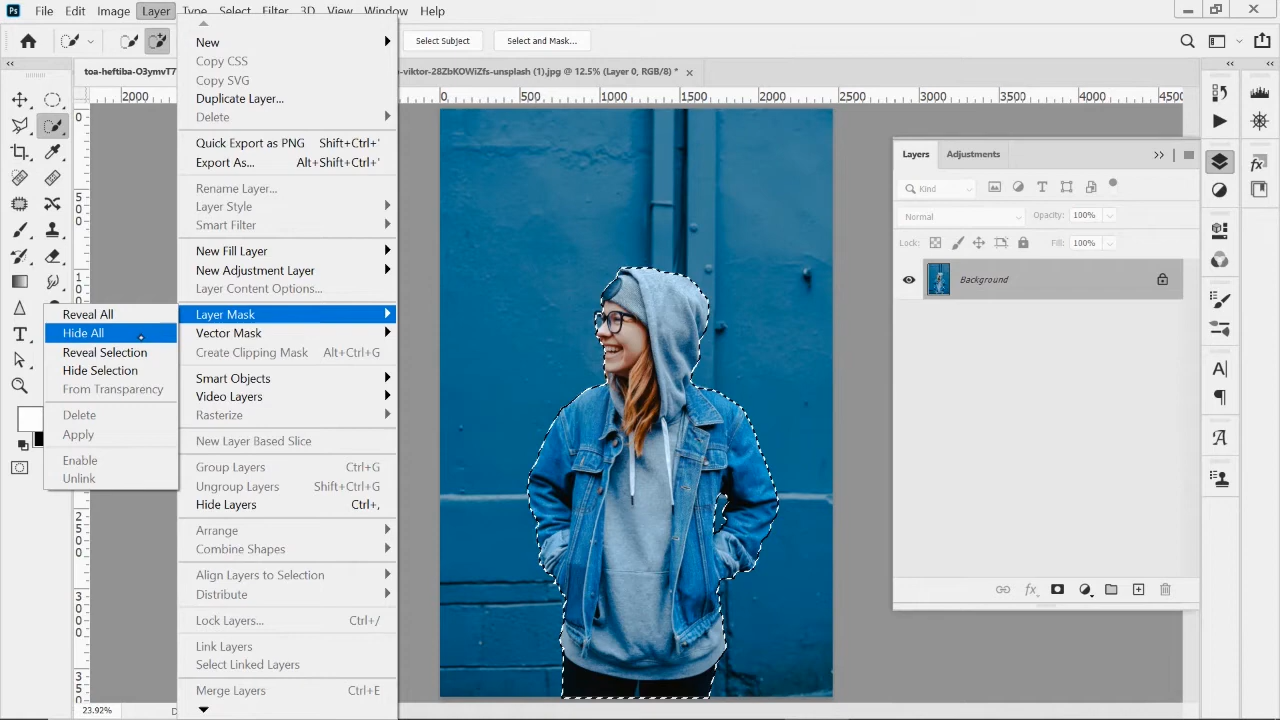 Ps File Edit Image Layer Type Select Filter 3D View Window Help
Select Subject Select and Mask...
toa-heftiba-O3ymvT7
-viktor-28ZbKOWiZfs-unsplash (1).jpg @ 12.5% (Layer 0, RGB/8) *
2000 0 500 1000 1500 2000 2500 3000 3500 4000 4500
New
Copy CSS
Copy SVG
Duplicate Layer...
Delete
Quick Export as PNG Shift+Ctrl+'
Export As... Alt+Shift+Ctrl+'
Rename Layer...
Layer Style
Smart Filter
New Fill Layer
New Adjustment Layer
Layer Content Options...
Layer Mask
Vector Mask
Create Clipping Mask Alt+Ctrl+G
Smart Objects
Video Layers
Rasterize
New Layer Based Slice
Group Layers Ctrl+G
Ungroup Layers Shift+Ctrl+G
Hide Layers Ctrl+,
Arrange
Combine Shapes
Align Layers to Selection
Distribute
Lock Layers... Ctrl+/
Link Layers
Select Linked Layers
Merge Layers Ctrl+E
Reveal All
Hide All
Reveal Selection
Hide Selection
From Transparency
Delete
Apply
Enable
Unlink
Layers Adjustments
Kind
Normal Opacity: 100%
Lock: Fill: 100%
Background
23.92%